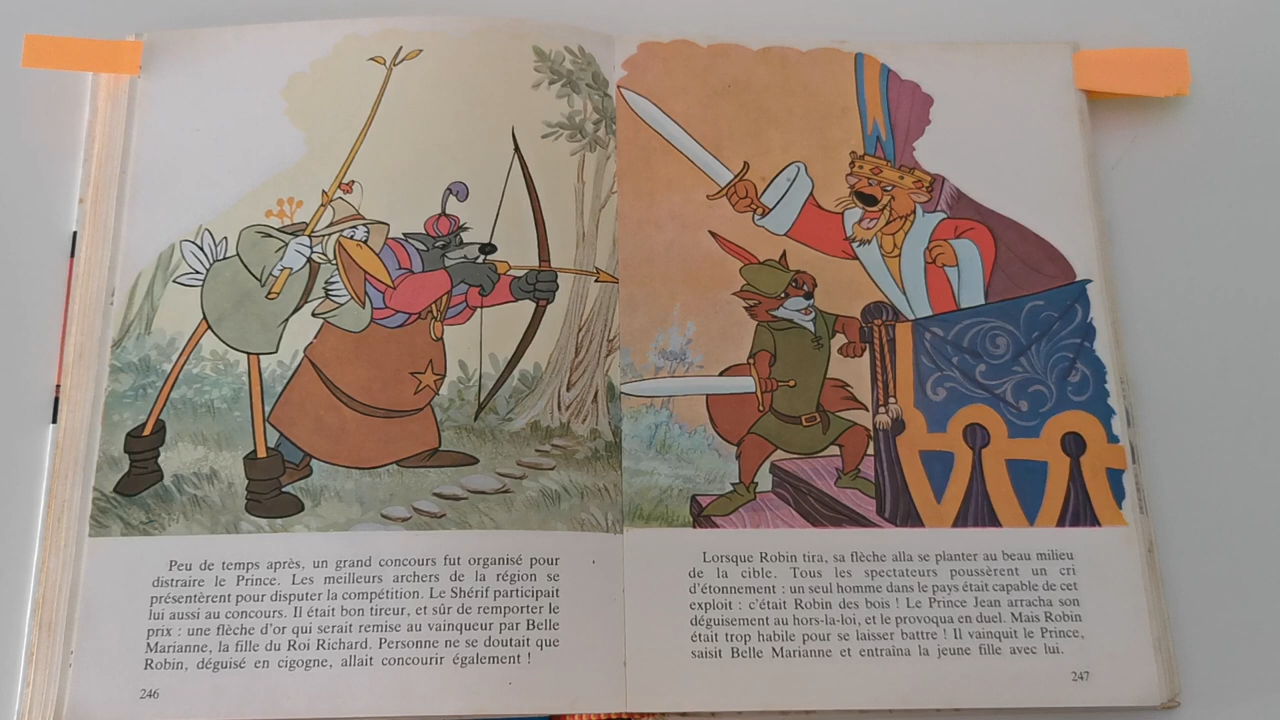 Peu de temps après, un grand concours fut organisé pour
distraire le Prince. Les meilleurs archers de la région se
présentèrent pour disputer la compétition. Le Shérif participait
lui aussi au concours. Il était bon tireur, et sûr de remporter le
prix : une flèche d'or qui serait remise au vainqueur par Belle
Marianne, la fille du Roi Richard. Personne ne se doutait que
Robin, déguisé en cigogne, allait concourir également !
246
Lorsque Robin tira, sa flèche alla se planter au beau milieu
de la cible. Tous les spectateurs poussèrent un cri
d'étonnement : un seul homme dans le pays était capable de cet
exploit : c'était Robin des bois ! Le Prince Jean arracha son
déguisement au hors-la-loi, et le provoqua en duel. Mais Robin
était trop habile pour se laisser battre ! Il vainquit le Prince,
saisit Belle Marianne et entraîna la jeune fille avec lui.
247